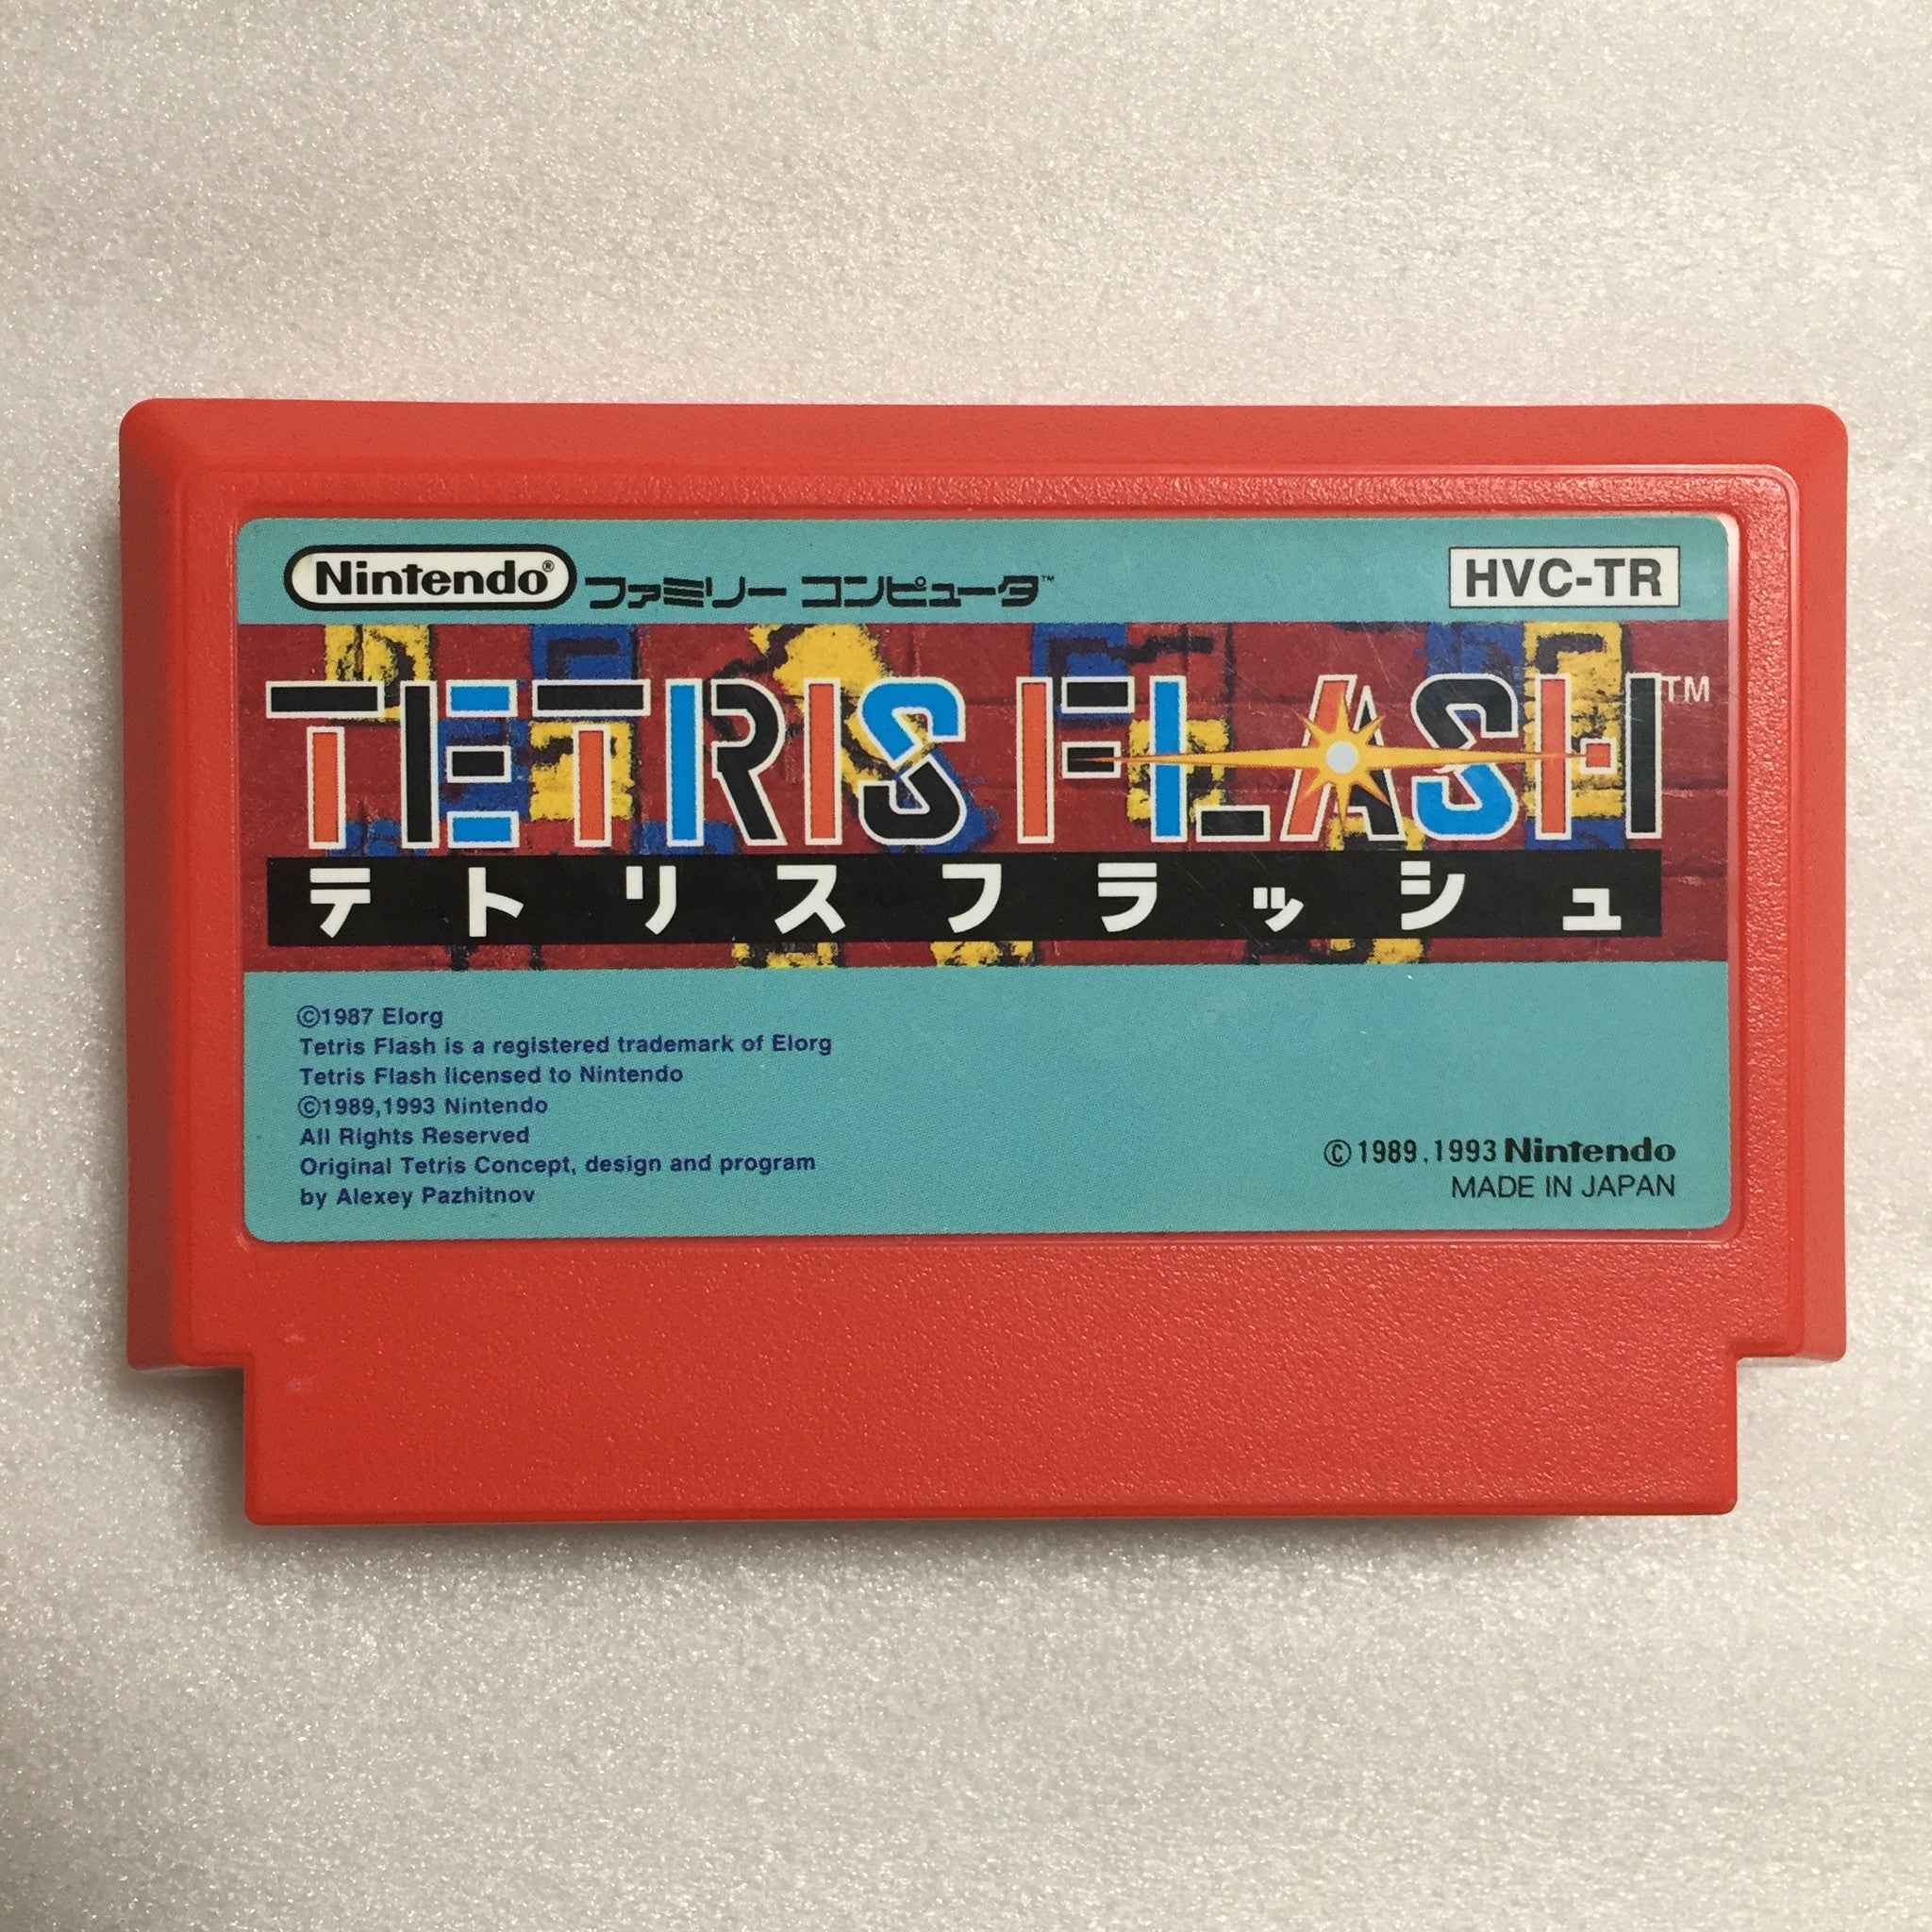 Nintendo® ファミリー コンピュータ™
HVC-TR
TETRIS FLASH™
テトリスフラッシュ
©1987 Elorg
Tetris Flash is a registered trademark of Elorg
Tetris Flash licensed to Nintendo
©1989,1993 Nintendo
All Rights Reserved
Original Tetris Concept, design and program
by Alexey Pazhitnov
©1989.1993 Nintendo
MADE IN JAPAN